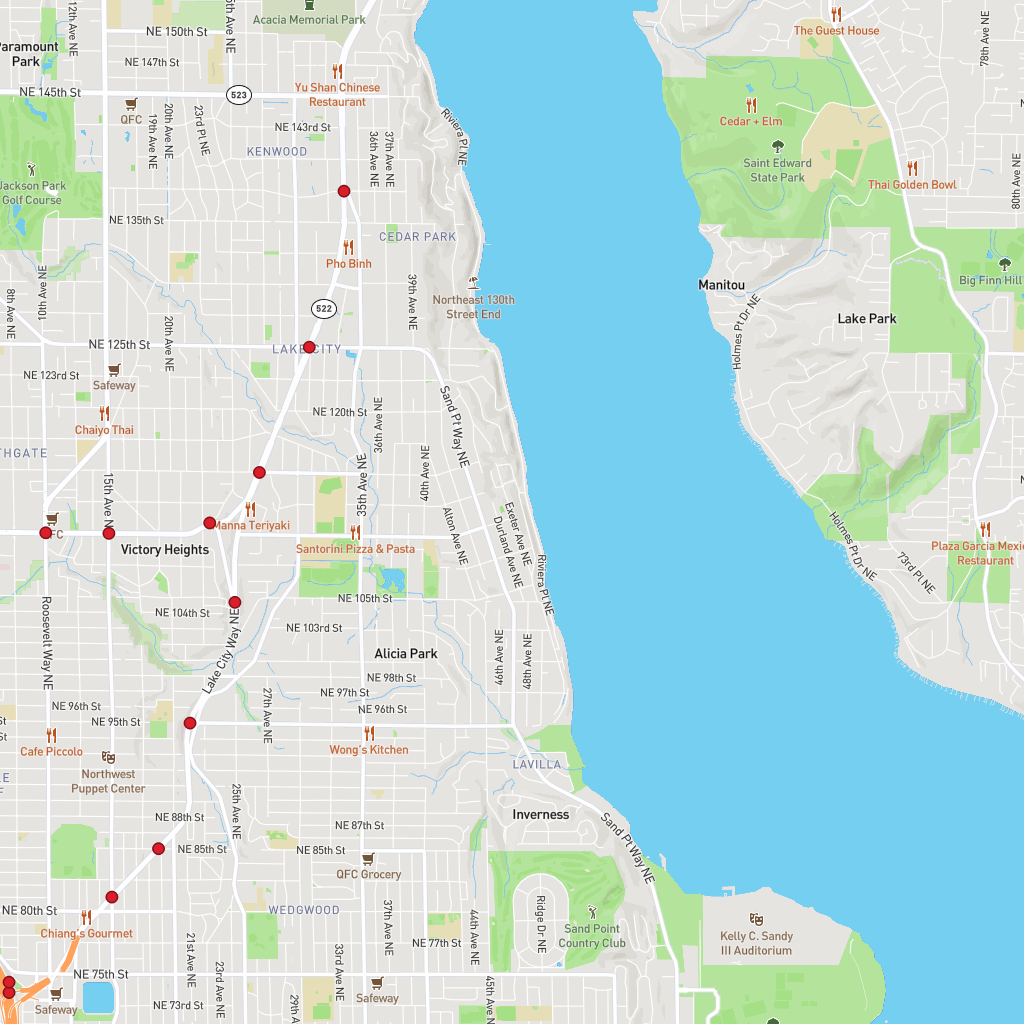 12th Ave NE
5th Ave NE
Acacia Memorial Park
NE 150th St
The Guest House
78th Ave NE
Paramount
Park
NE 147th St
Yu Shan Chinese
Restaurant
NE 145th St
523
QFC
20th Ave NE
19th Ave NE
23rd Pl NE
NE 143rd St
KENWOOD
36th Ave NE
37th Ave NE
Riviera Pl NE
Cedar + Elm
Saint Edward
State Park
Thai Golden Bowl
80th Ave NE
Jackson Park
Golf Course
NE 135th St
CEDAR PARK
Pho Binh
39th Ave NE
Northeast 130th
Street End
Manitou
Holmes Pt Dr NE
Lake Park
Big Finn Hill
8th Ave NE
10th Ave NE
20th Ave NE
522
NE 125th St
LAKE CITY
NE 123rd St
Safeway
Chaiyo Thai
NE 120th St
36th Ave NE
35th Ave NE
40th Ave NE
Sand Pt Way NE
THGATE
15th Ave NE
Manna Teriyaki
Santorini Pizza & Pasta
Alton Ave NE
Exeter Ave NE
Durland Ave NE
Riviera Pl NE
Victory Heights
Holmes Pt Dr NE
73rd Pl NE
Plaza Garcia Mexic
Restaurant
NE 105th St
NE 104th St
NE 103rd St
Roosevelt Way NE
Lake City Way NE
Alicia Park
46th Ave NE
48th Ave NE
NE 98th St
NE 97th St
NE 96th St
27th Ave NE
NE 96th St
NE 95th St
Cafe Piccolo
Northwest
Puppet Center
Wong's Kitchen
LAVILLA
Inverness
Sand Pt Way NE
25th Ave NE
NE 88th St
NE 87th St
NE 85th St
NE 85th St
QFC Grocery
NE 80th St
Chiang's Gourmet
WEDGWOOD
37th Ave NE
44th Ave NE
NE 77th St
Ridge Dr NE
Sand Point
Country Club
Kelly C. Sandy
III Auditorium
21st Ave NE
23rd Ave NE
33rd Ave NE
NE 75th St
Safeway
NE 73rd St
29th
Safeway
45th Ave NE